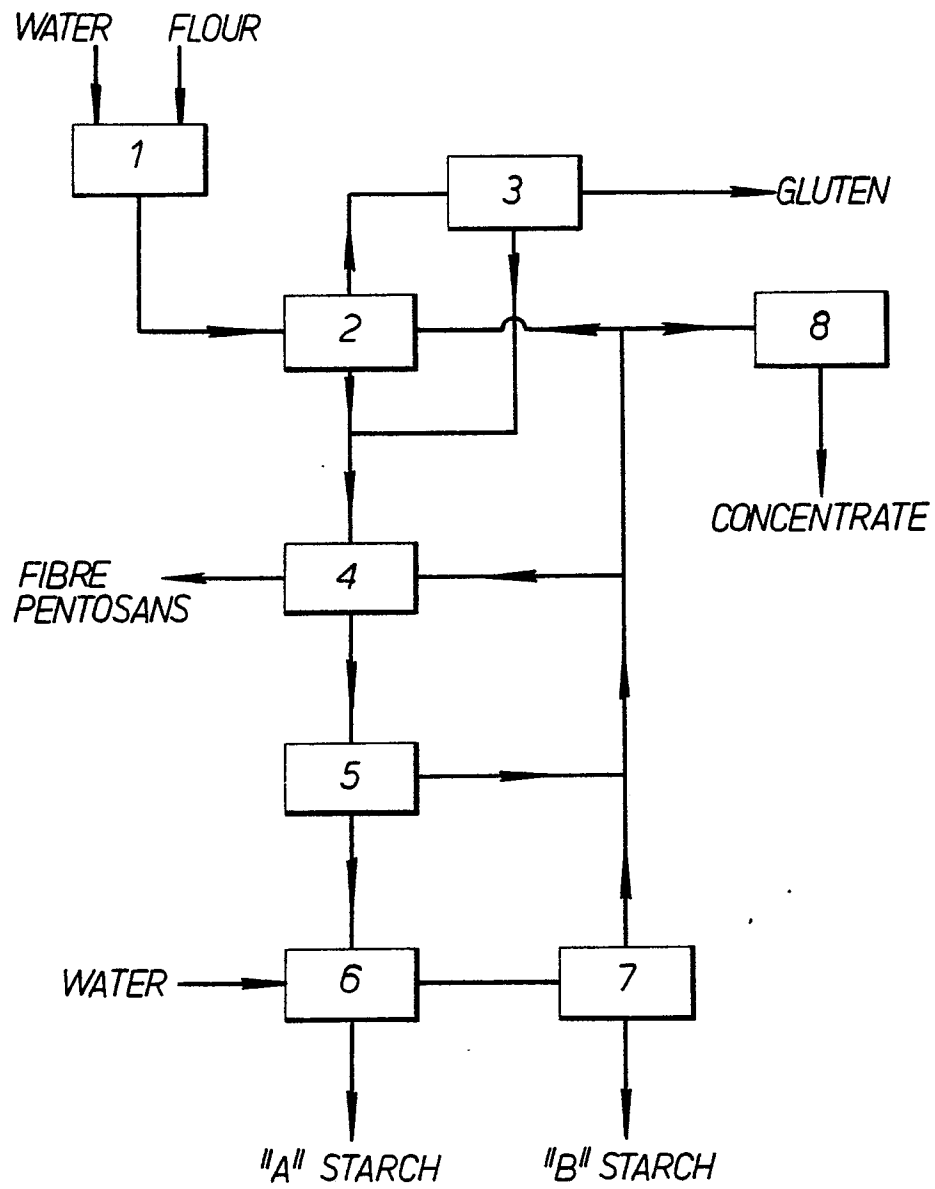 WATER FLOUR
1
3
GLUTEN
2
8
CONCENTRATE
4
FIBRE
PENTOSANS
5
WATER
6
7
"A" STARCH
"B" STARCH